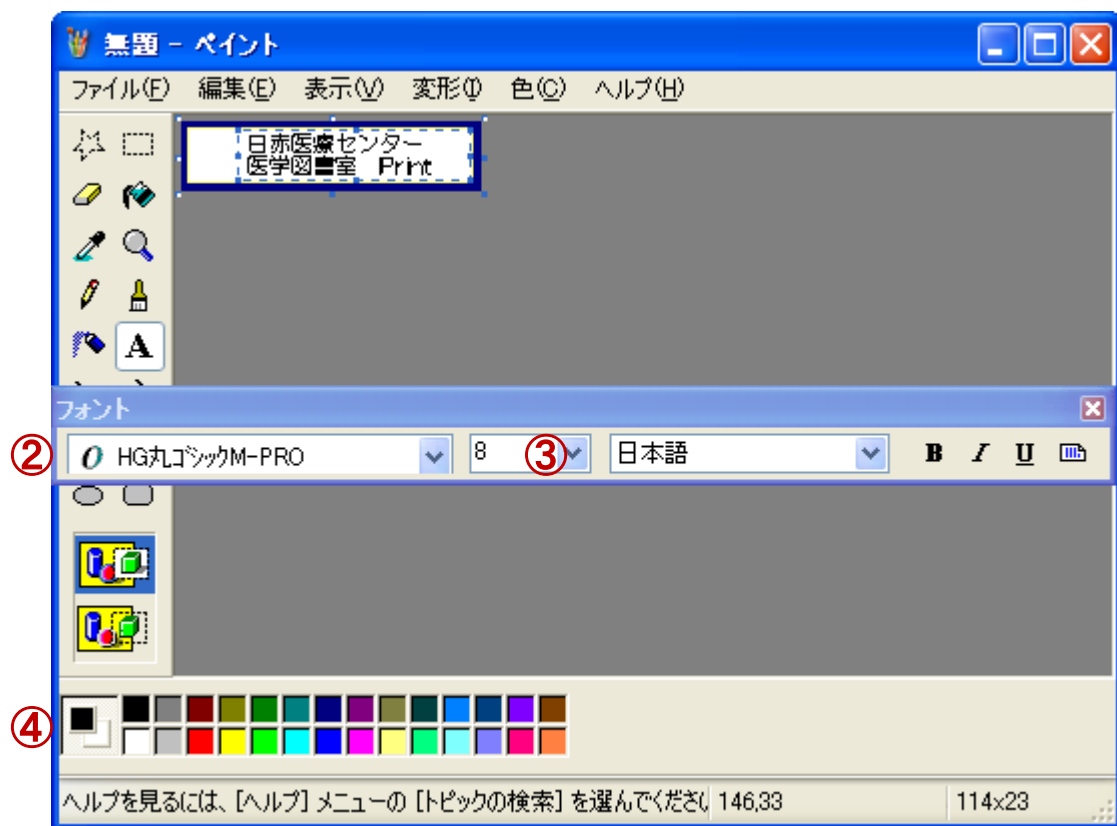 無題 - ペイント
ファイル(F) 編集(E) 表示(V) 変形(I) 色(C) ヘルプ(H)
日赤医療センター
医学図書室 Print
A
フォント
② O HG丸ゴシックM-PRO 8 ③ 日本語 B I U
④
ヘルプを見るには、[ヘルプ] メニューの [トピックの検索] を選んでください 146,33 114x23